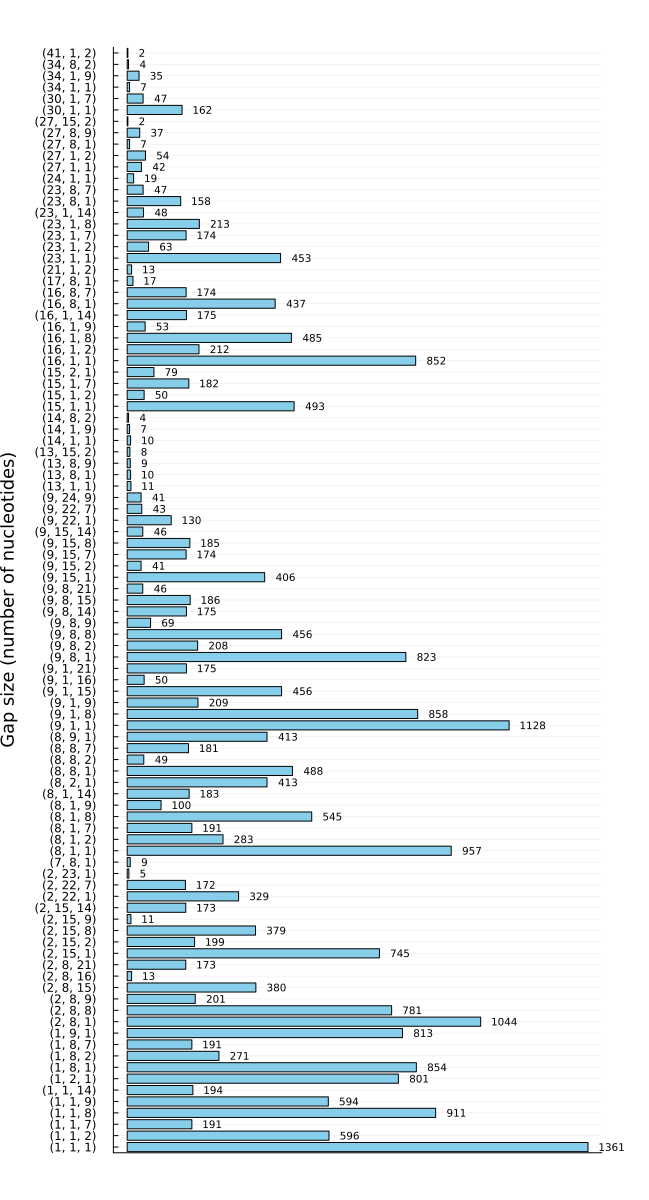 (41, 1, 2) 2
(34, 8, 2) 4
(34, 1, 9) 35
(34, 1, 1) 7
(30, 1, 7) 47
(30, 1, 1) 162
(27, 15, 2) 2
(27, 8, 9) 37
(27, 8, 1) 7
(27, 1, 2) 54
(27, 1, 1) 42
(24, 1, 1) 19
(23, 8, 7) 47
(23, 8, 1) 158
(23, 1, 14) 48
(23, 1, 8) 213
(23, 1, 7) 174
(23, 1, 2) 63
(23, 1, 1) 453
(21, 1, 2) 13
(17, 8, 1) 17
(16, 8, 7) 174
(16, 8, 1) 437
(16, 1, 14) 175
(16, 1, 9) 53
(16, 1, 8) 485
(16, 1, 2) 212
(16, 1, 1) 852
(15, 2, 1) 79
(15, 1, 7) 182
(15, 1, 2) 50
(15, 1, 1) 493
(14, 8, 2) 4
(14, 1, 9) 7
(14, 1, 1) 10
(13, 15, 2) 8
(13, 8, 9) 9
(13, 8, 1) 10
(13, 1, 1) 11
(9, 24, 9) 41
(9, 22, 7) 43
(9, 22, 1) 130
(9, 15, 14) 46
(9, 15, 8) 185
(9, 15, 7) 174
(9, 15, 2) 41
(9, 15, 1) 406
(9, 8, 21) 46
(9, 8, 15) 186
(9, 8, 14) 175
(9, 8, 9) 69
(9, 8, 8) 456
(9, 8, 2) 208
(9, 8, 1) 823
(9, 1, 21) 175
(9, 1, 16) 50
(9, 1, 15) 456
(9, 1, 9) 209
(9, 1, 8) 858
(9, 1, 1) 1128
(8, 9, 1) 413
(8, 8, 7) 181
(8, 8, 2) 49
(8, 8, 1) 488
(8, 2, 1) 413
(8, 1, 14) 183
(8, 1, 9) 100
(8, 1, 8) 545
(8, 1, 7) 191
(8, 1, 2) 283
(8, 1, 1) 957
(7, 8, 1) 9
(2, 23, 1) 5
(2, 22, 7) 172
(2, 22, 1) 329
(2, 15, 14) 173
(2, 15, 9) 11
(2, 15, 8) 379
(2, 15, 2) 199
(2, 15, 1) 745
(2, 8, 21) 173
(2, 8, 16) 13
(2, 8, 15) 380
(2, 8, 9) 201
(2, 8, 8) 781
(2, 8, 1) 1044
(1, 9, 1) 813
(1, 8, 7) 191
(1, 8, 2) 271
(1, 8, 1) 854
(1, 2, 1) 801
(1, 1, 14) 194
(1, 1, 9) 594
(1, 1, 8) 911
(1, 1, 7) 191
(1, 1, 2) 596
(1, 1, 1) 1361
Gap size (number of nucleotides)